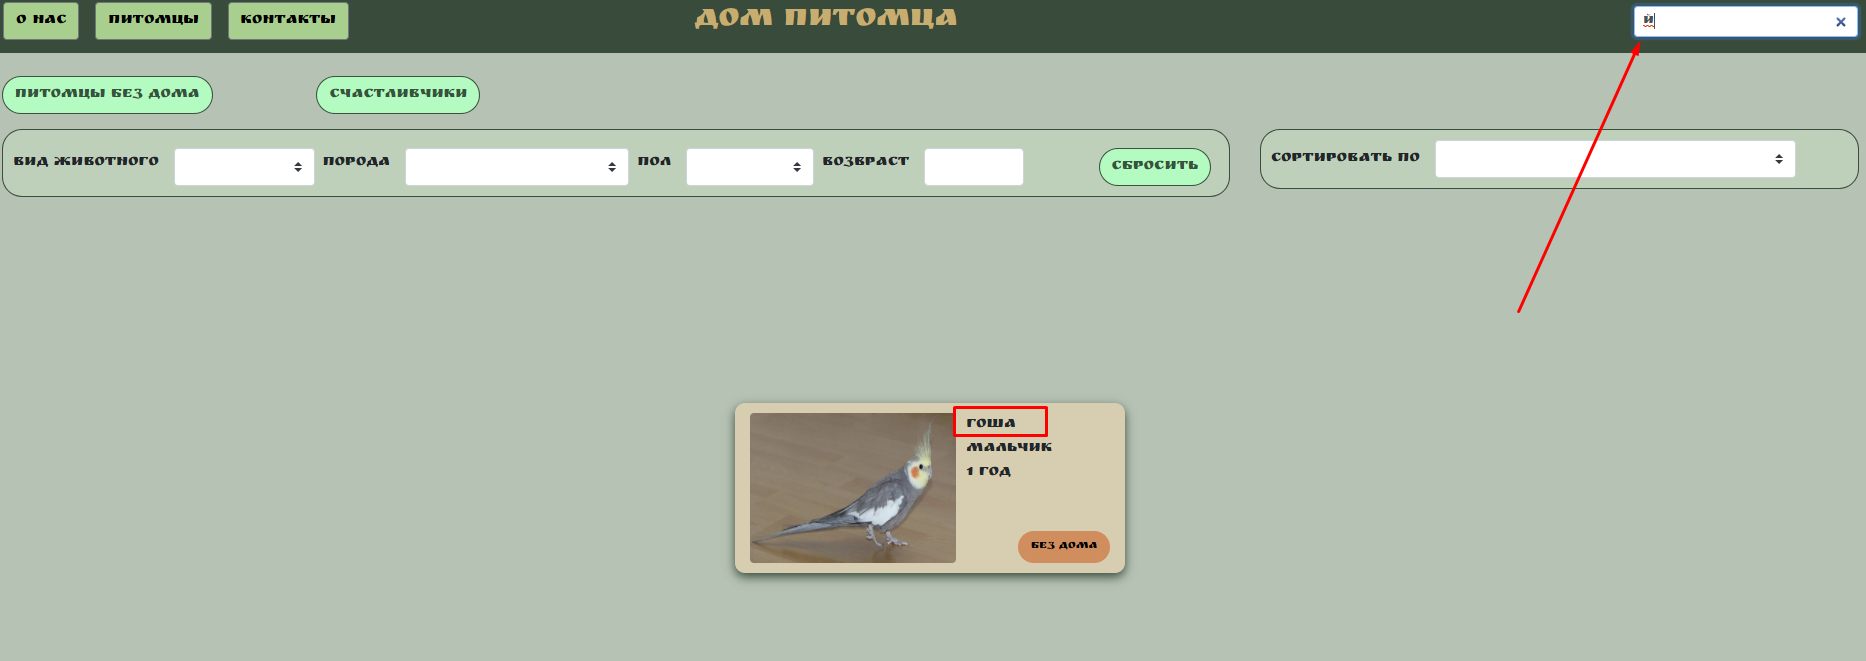 О НАС
ПИТОМЦЫ
КОНТАКТЫ
ДОМ ПИТОМЦА
й
ПИТОМЦЫ БЕЗ ДОМА
СЧАСТЛИВЧИКИ
ВИД ЖИВОТНОГО
ПОРОДА
ПОЛ
ВОЗВРАСТ
СБРОСИТЬ
СОРТИРОВАТЬ ПО
ГОША
МАЛЬЧИК
1 ГОД
БЕЗ ДОМА